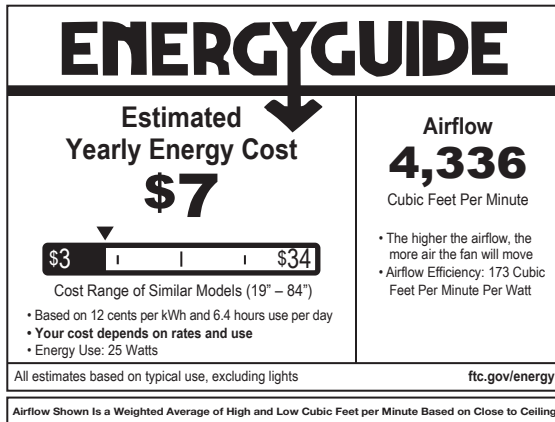 ENERGYGUIDE
Estimated
Yearly Energy Cost
$7
$3
$34
Cost Range of Similar Models (19” – 84”)
• Based on 12 cents per kWh and 6.4 hours use per day
• Your cost depends on rates and use
• Energy Use: 25 Watts
Airflow
4,336
Cubic Feet Per Minute
• The higher the airflow, the
more air the fan will move
• Airflow Efficiency: 173 Cubic
Feet Per Minute Per Watt
All estimates based on typical use, excluding lights
ftc.gov/energy
Airflow Shown Is a Weighted Average of High and Low Cubic Feet per Minute Based on Close to Ceiling